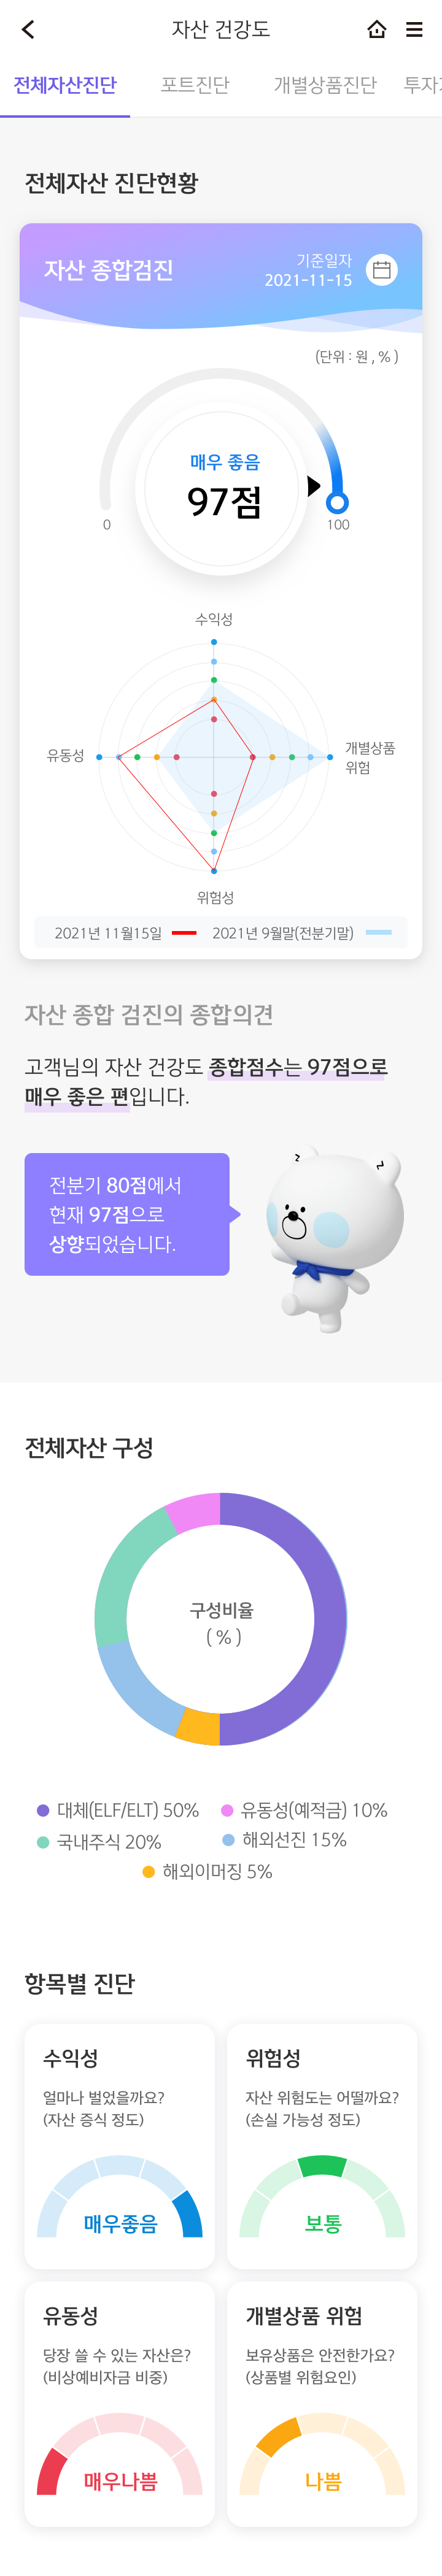 자산 건강도
전체자산진단 포트진단 개별상품진단
전체자산 진단현황
자산 종합검진
기준일자
2021-11-15
(단위 : 원 , % )
매우 좋음
97점
0
100
수익성
유동성
개별상품
위험
위험성
2021년 11월15일 2021년 9월말(전분기말)
자산 종합 검진의 종합의견
고객님의 자산 건강도 종합점수는 97점으로
매우 좋은 편입니다.
전분기 80점에서
현재 97점으로
상향되었습니다.
전체자산 구성
구성비율
( % )
대체(ELF/ELT) 50% 유동성(예적금) 10%
국내주식 20% 해외선진 15%
해외이머징 5%
항목별 진단
수익성
얼마나 벌었을까요?
(자산 증식 정도)
매우좋음
위험성
자산 위험도는 어떨까요?
(손실 가능성 정도)
보통
유동성
당장 쓸 수 있는 자산은?
(비상예비자금 비중)
매우나쁨
개별상품 위험
보유상품은 안전한가요?
(상품별 위험요인)
나쁨